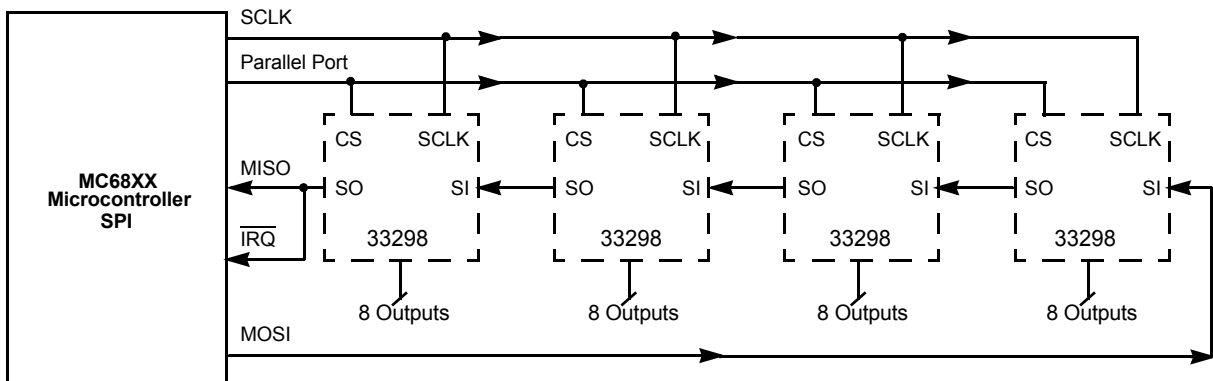 SCLK
Parallel Port
CS SCLK CS SCLK CS SCLK CS SCLK
MISO
SO SI SO SI SO SI SO SI
MC68XX
Microcontroller
SPI
IRQ
33298 33298 33298 33298
8 Outputs 8 Outputs 8 Outputs 8 Outputs
MOSI